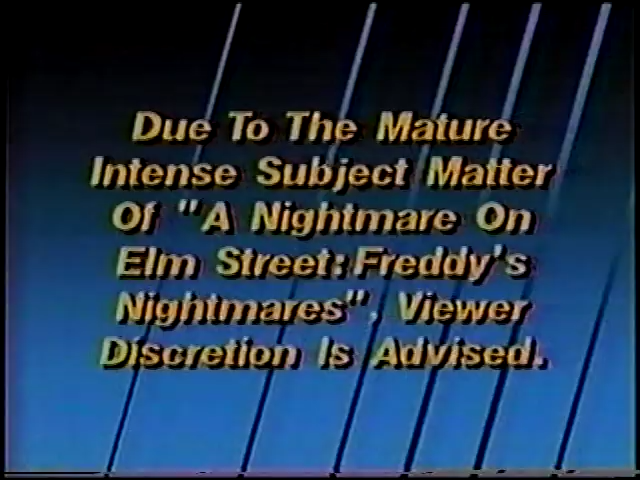 Due To The Mature
Intense Subject Matter
Of "A Nightmare On
Elm Street: Freddy's
Nightmares", Viewer
Discretion Is Advised.